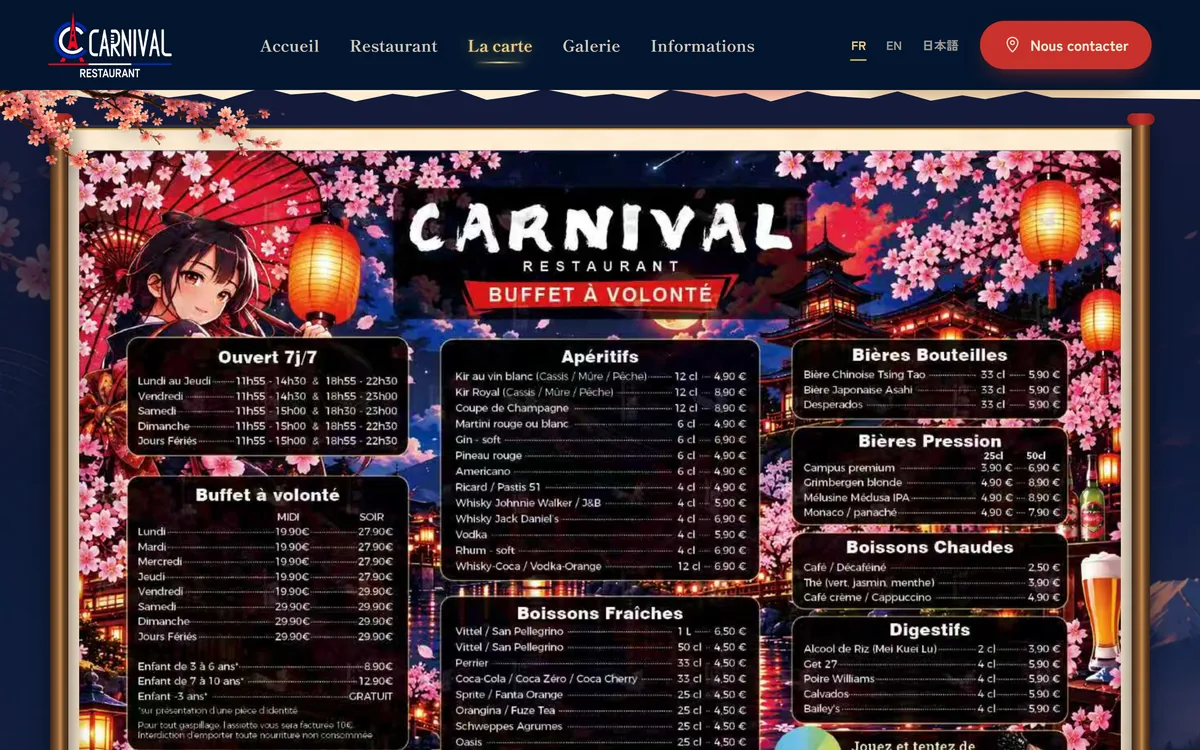 CARNIVAL
RESTAURANT
Accueil
Restaurant
La carte
Galerie
Informations
FR
EN
日本語
Nous contacter
CARNIVAL
RESTAURANT
BUFFET À VOLONTÉ
Ouvert 7j/7
Lundi au Jeudi 11h55 - 14h30 & 18h55 - 22h30
Vendredi 11h55 - 14h30 & 18h55 - 22h30
Samedi 11h55 - 15h00 & 18h30 - 23h00
Dimanche 11h55 - 15h00 & 18h55 - 22h30
Jours Fériés 11h55 - 15h00 & 18h55 - 22h30
Buffet à volonté
MIDI SOIR
Lundi 19.90€ 27.90€
Mardi 19.90€ 27.90€
Mercredi 19.90€ 27.90€
Jeudi 19.90€ 27.90€
Vendredi 19.90€ 29.90€
Samedi 29.90€ 29.90€
Dimanche 29.90€ 29.90€
Jours Fériés 29.90€ 29.90€
Enfant de 3 à 6 ans* 8.90€
Enfant de 7 à 10 ans* 12.90€
Enfant -3 ans* GRATUIT
*sur présentation d'une pièce d'identité
Pour tout gaspillage, l'assiette vous sera facturée 10€.
Interdiction d'emporter toute nourriture non consommée
Apéritifs
Kir au vin blanc (Cassis / Mûre / Pêche) 12 cl 4,90 €
Kir Royal (Cassis / Mûre / Pêche) 12 cl 8,90 €
Coupe de Champagne 12 cl 8,90 €
Martini rouge ou blanc 6 cl 4,90 €
Gin - soft 6 cl 6,90 €
Pineau rouge 6 cl 4,90 €
Americano 6 cl 4,90 €
Ricard / Pastis 51 4 cl 4,90 €
Whisky Johnnie Walker / J&B 4 cl 5,90 €
Whisky Jack Daniel's 4 cl 6,90 €
Vodka 4 cl 5,90 €
Rhum - soft 4 cl 6,90 €
Whisky-Coca / Vodka-Orange 12 cl 6,90 €
Boissons Fraîches
Vittel / San Pellegrino 1 L 6,50 €
Vittel / San Pellegrino 50 cl 4,50 €
Perrier 33 cl 4,50 €
Coca-Cola / Coca Zéro / Coca Cherry 33 cl 4,50 €
Sprite / Fanta Orange 25 cl 4,50 €
Orangina / Fuze Tea 25 cl 4,50 €
Schweppes Agrumes 25 cl 4,50 €
Oasis 25 cl 4,50 €
Bières Bouteilles
Bière Chinoise Tsing Tao 33 cl 5,90 €
Bière Japonaise Asahi 33 cl 5,90 €
Desperados 33 cl 5,90 €
Bières Pression
25cl 50cl
Campus premium 3,90 € 6,90 €
Grimbergen blonde 4,90 € 8,90 €
Mélusine Médusa IPA 4,90 € 8,90 €
Monaco / panaché 4,90 € 7,90 €
Boissons Chaudes
Café / Décaféiné 2,50 €
Thé (vert, jasmin, menthe) 3,90 €
Café crème / Cappuccino 4,90 €
Digestifs
Alcool de Riz (Mei Kuei Lu) 2 cl 3,90 €
Get 27 4 cl 5,90 €
Poire Williams 4 cl 5,90 €
Calvados 4 cl 5,90 €
Bailey's 4 cl 5,90 €
Jouez et tentez de